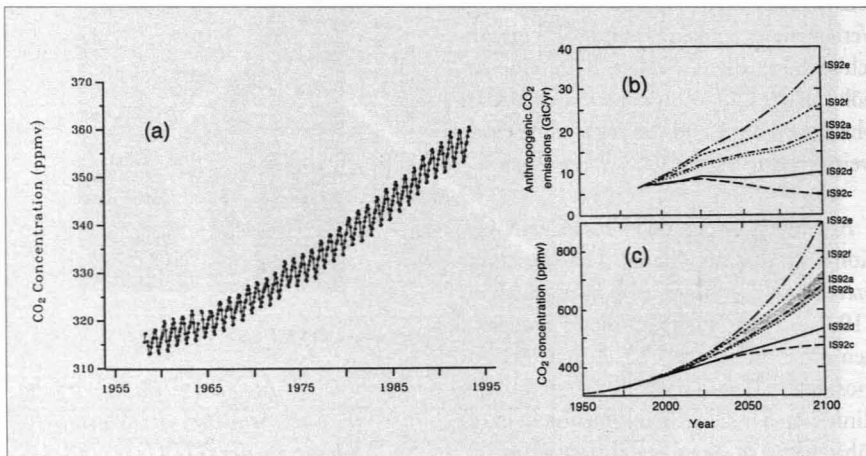 CO₂ Concentration (ppmv)
370
360
350
340
330
320
310
1955
1965
1975
1985
1995
(a)
Anthropogenic CO₂
emissions (GtC/yr)
40
30
20
10
5
0
(b)
IS92e
IS92f
IS92a
IS92b
IS92d
IS92c
CO₂ concentration (ppmv)
800
600
400
(c)
IS92e
IS92f
IS92a
IS92b
IS92d
IS92c
1950
2000
2050
2100
Year